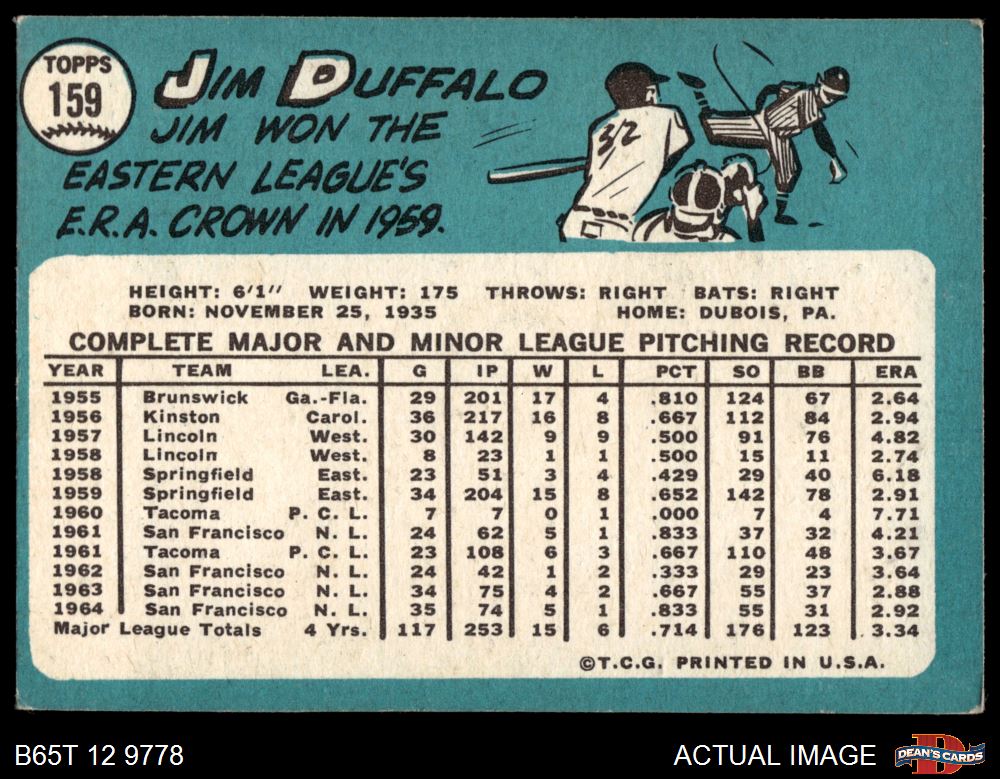 TOPPS
159
JIM DUFFALO
JIM WON THE
EASTERN LEAGUE'S
E.R.A. CROWN IN 1959.
32
HEIGHT: 6'1" WEIGHT: 175 THROWS: RIGHT BATS: RIGHT
BORN: NOVEMBER 25, 1935 HOME: DUBOIS, PA.
COMPLETE MAJOR AND MINOR LEAGUE PITCHING RECORD
YEAR TEAM LEA. G IP W L PCT SO BB ERA
1955 Brunswick Ga.-Fla. 29 201 17 4 .810 124 67 2.64
1956 Kinston Carol. 36 217 16 8 .667 112 84 2.94
1957 Lincoln West. 30 142 9 9 .500 91 76 4.82
1958 Lincoln West. 8 23 1 1 .500 15 11 2.74
1958 Springfield East. 23 51 3 4 .429 29 40 6.18
1959 Springfield East. 34 204 15 8 .652 142 78 2.91
1960 Tacoma P. C. L. 7 7 0 1 .000 7 4 7.71
1961 San Francisco N. L. 24 62 5 1 .833 37 32 4.21
1961 Tacoma P. C. L. 23 108 6 3 .667 110 48 3.67
1962 San Francisco N. L. 24 42 1 2 .333 29 23 3.64
1963 San Francisco N. L. 34 75 4 2 .667 55 37 2.88
1964 San Francisco N. L. 35 74 5 1 .833 55 31 2.92
Major League Totals 4 Yrs. 117 253 15 6 .714 176 123 3.34
©T.C.G. PRINTED IN U.S.A.
B65T 12 9778 ACTUAL IMAGE
DEAN'S CARDS